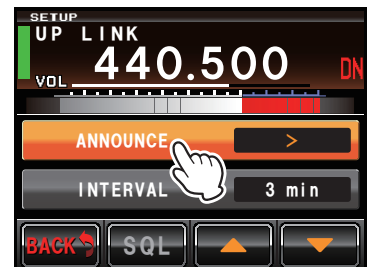 SETUP
UP LINK
VOL 440.500 DN
ANNOUNCE >
INTERVAL 3 min
BACK SQL